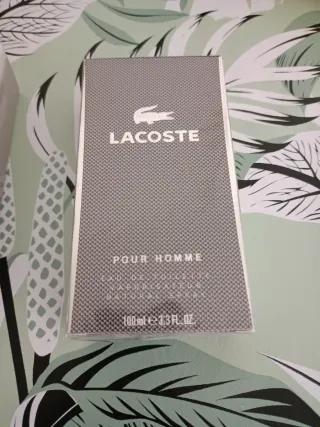 LACOSTE
POUR HOMME
EAU DE TOILETTE
VAPORISATEUR
NATURAL SPRAY
100 ml ℮ 3.3 FL.OZ.